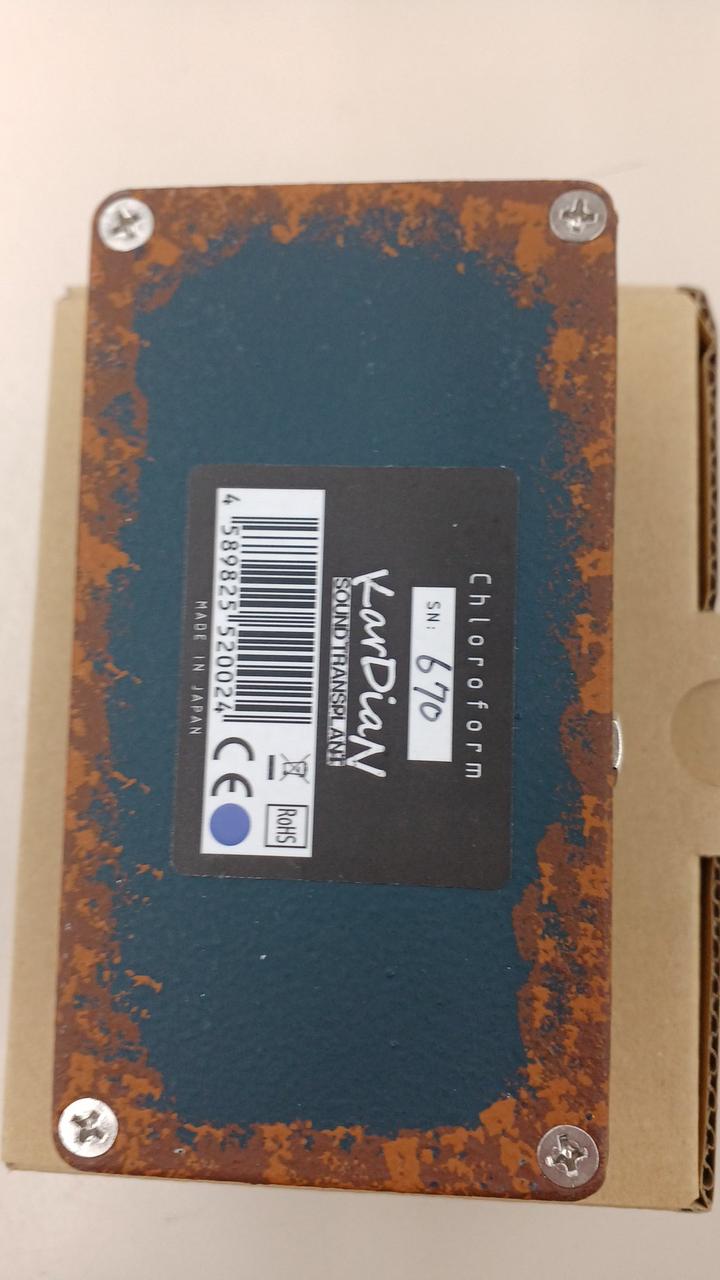 Chloroform
SN: 670
KarDiaN
SOUND TRANSPLANT
4 589825 520024
CE
RoHS
MADE IN JAPAN